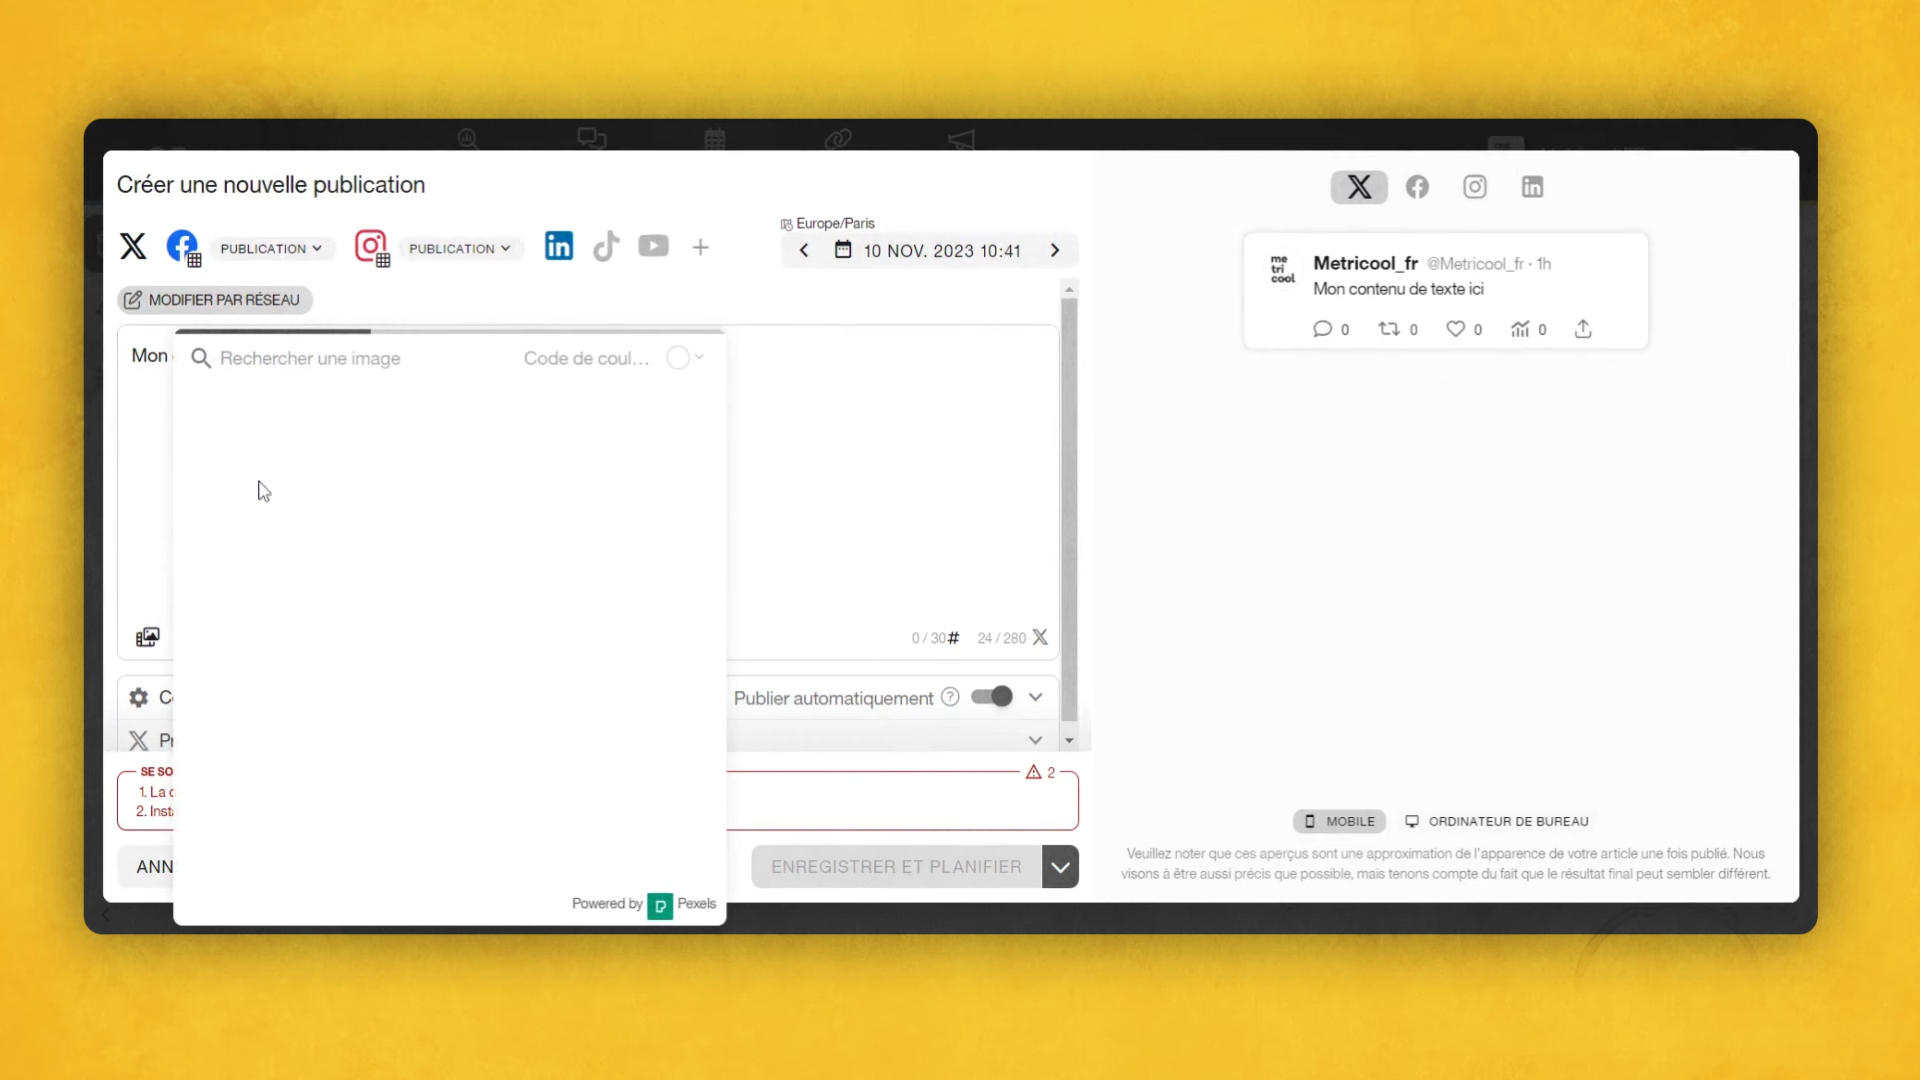 Créer une nouvelle publication
PUBLICATION
PUBLICATION
Europe/Paris
10 NOV. 2023 10:41
MODIFIER PAR RÉSEAU
Mon
Rechercher une image
Code de coul...
0 / 30 #
24 / 280
Publier automatiquement
SE SO
2
1. La
2. Inst
ANN
ENREGISTRER ET PLANIFIER
Powered by Pexels
me
tri
cool
Metricool_fr @Metricool_fr · 1h
Mon contenu de texte ici
0 0 0 0
MOBILE
ORDINATEUR DE BUREAU
Veuillez noter que ces aperçus sont une approximation de l'apparence de votre article une fois publié. Nous
visons à être aussi précis que possible, mais tenons compte du fait que le résultat final peut sembler différent.